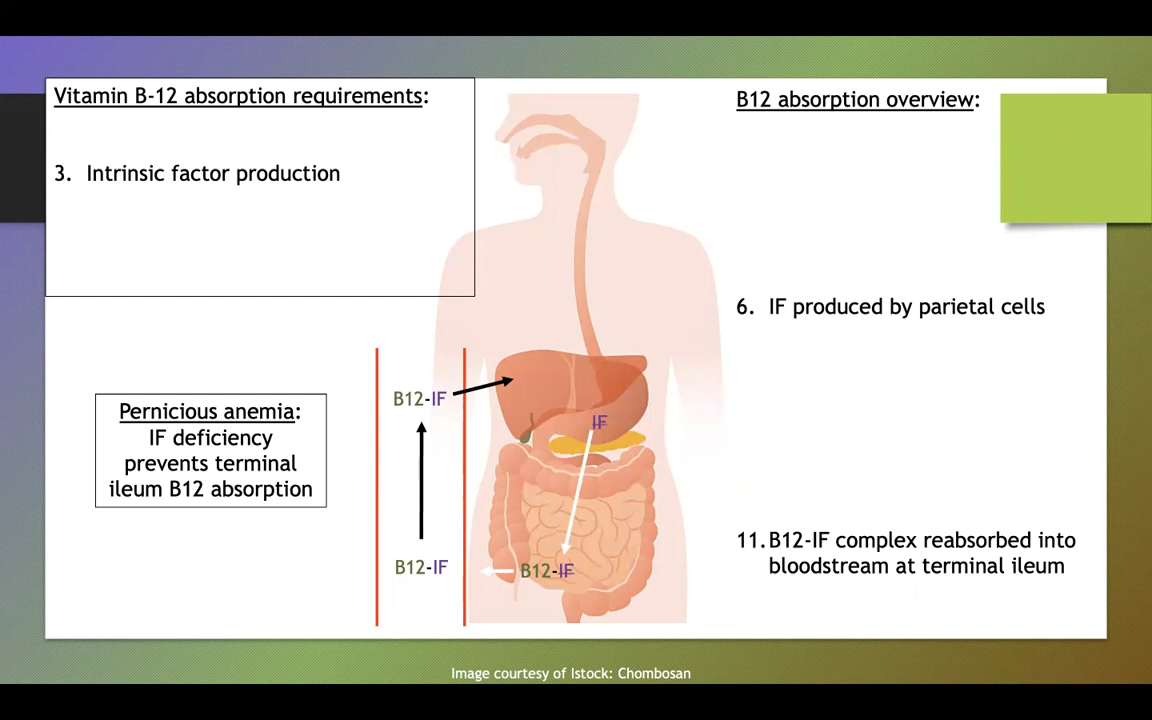 Vitamin B-12 absorption requirements:
3. Intrinsic factor production
B12 absorption overview:
6. IF produced by parietal cells
11. B12-IF complex reabsorbed into
bloodstream at terminal ileum
Pernicious anemia:
IF deficiency
prevents terminal
ileum B12 absorption
B12-IF
IF
B12-IF
B12-IF
Image courtesy of Istock: Chombosan